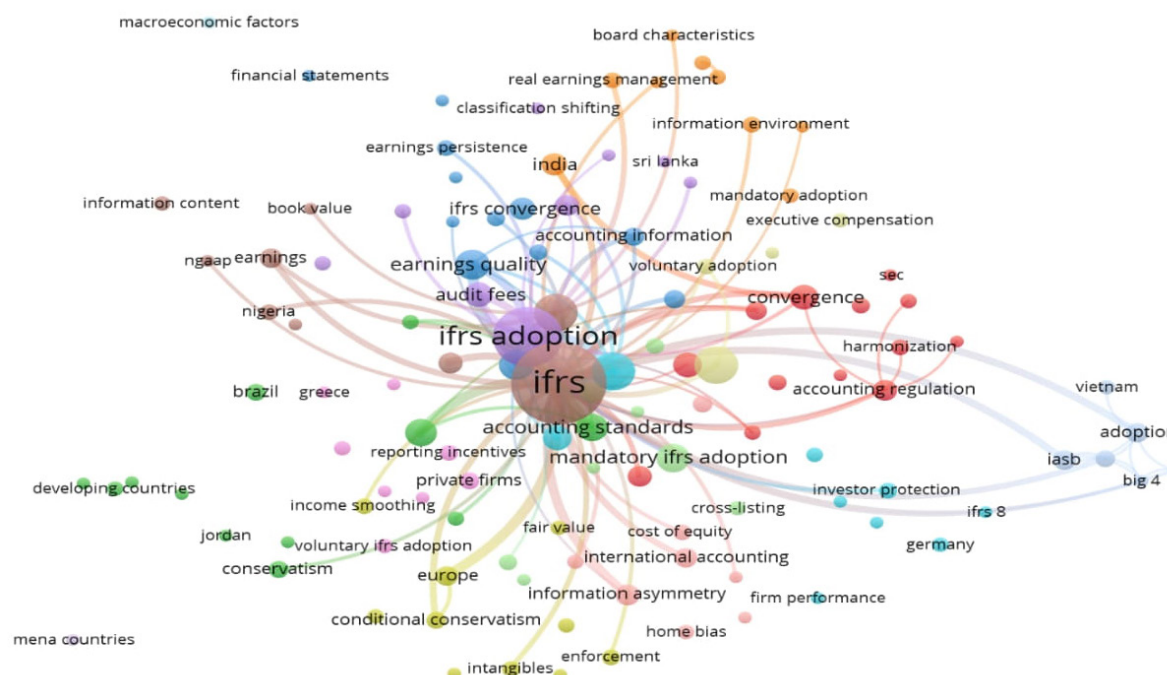 macroeconomic factors
board characteristics
financial statements
real earnings management
classification shifting
information environment
earnings persistence
india
sri lanka
mandatory adoption
information content
book value
ifrs convergence
executive compensation
accounting information
ngaap
earnings
earnings quality
voluntary adoption
sec
audit fees
convergence
nigeria
ifrs adoption
harmonization
ifrs
vietnam
brazil
greece
accounting regulation
accounting standards
adoption
reporting incentives
mandatory ifrs adoption
iasb
private firms
big 4
developing countries
investor protection
income smoothing
cross-listing
ifrs 8
fair value
cost of equity
jordan
voluntary ifrs adoption
germany
international accounting
conservatism
europe
information asymmetry
firm performance
conditional conservatism
home bias
mena countries
enforcement
intangibles